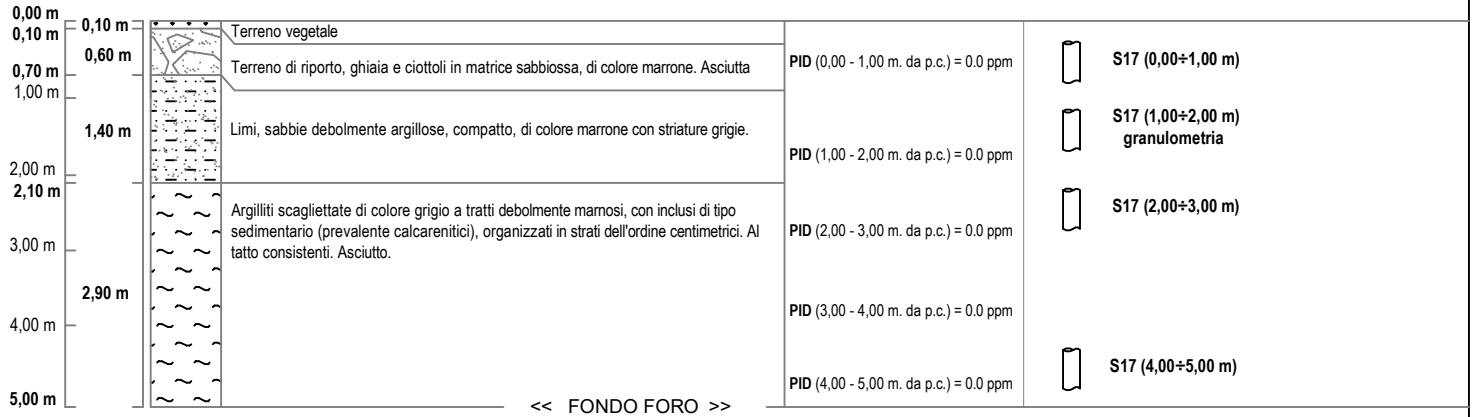 0,00 m
0,10 m
0,10 m
Terreno vegetale
0,60 m
Terreno di riporto, ghiaia e ciottoli in matrice sabbiossa, di colore marrone. Asciutta
PID (0,00 - 1,00 m. da p.c.) = 0.0 ppm
S17 (0,00÷1,00 m)
0,70 m
1,00 m
1,40 m
Limi, sabbie debolmente argillose, compatto, di colore marrone con striature grigie.
S17 (1,00÷2,00 m)
granulometria
PID (1,00 - 2,00 m. da p.c.) = 0.0 ppm
2,00 m
2,10 m
Argilliti scagliettate di colore grigio a tratti debolmente marnosi, con inclusi di tipo
sedimentario (prevalente calcarenitici), organizzati in strati dell'ordine centimetrici. Al
tatto consistenti. Asciutto.
S17 (2,00÷3,00 m)
PID (2,00 - 3,00 m. da p.c.) = 0.0 ppm
3,00 m
2,90 m
PID (3,00 - 4,00 m. da p.c.) = 0.0 ppm
4,00 m
S17 (4,00÷5,00 m)
PID (4,00 - 5,00 m. da p.c.) = 0.0 ppm
5,00 m
<< FONDO FORO >>